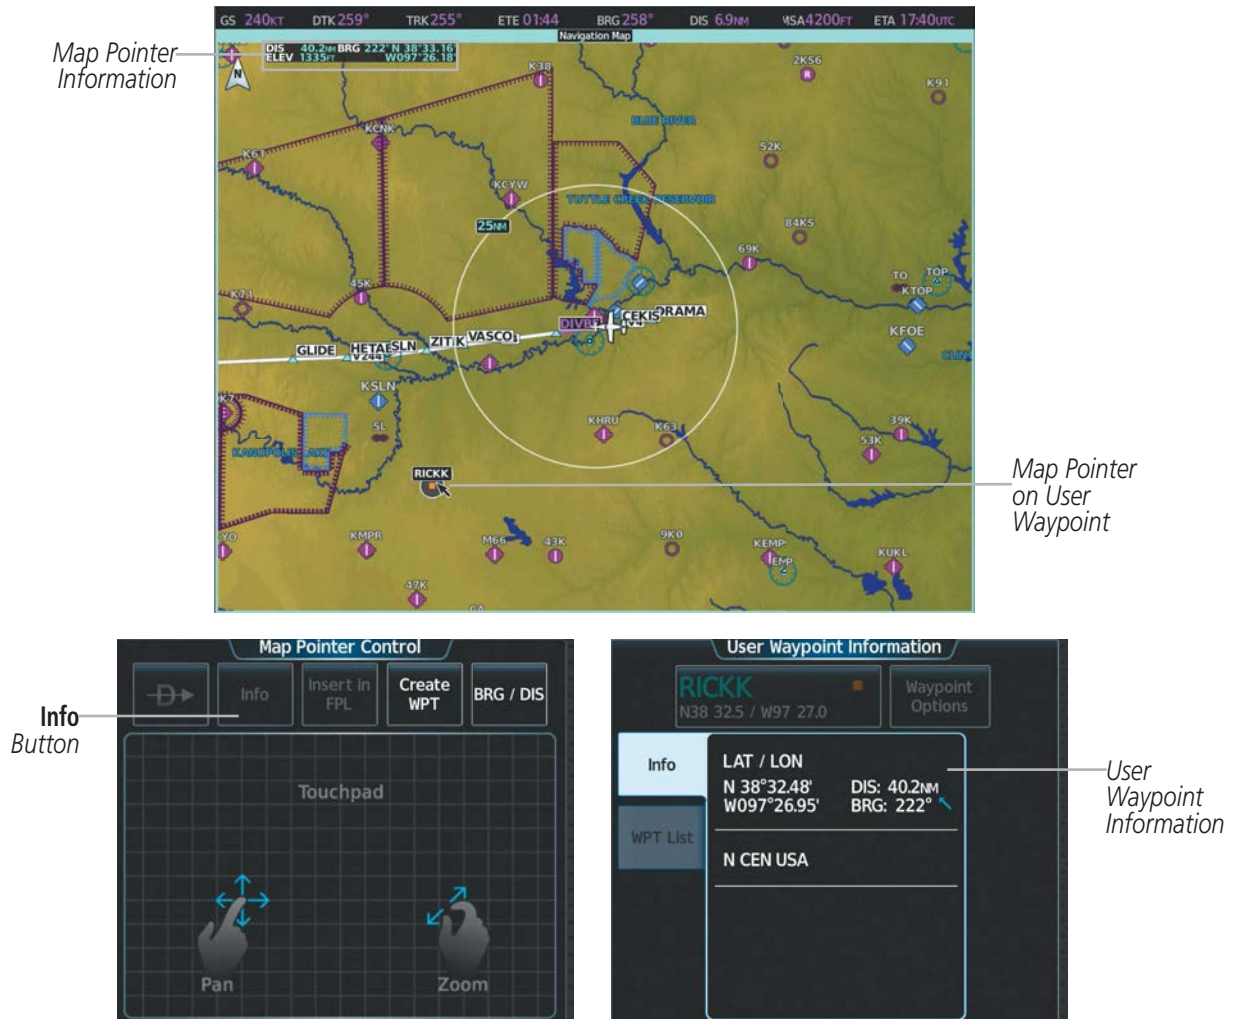 GS 240KT DTK 259° TRK 255° ETE 01:44 BRG 258° DIS 6.9NM MSA 4200FT ETA 17:40UTC
Navigation Map
Map Pointer
Information
DIS 40.2NM BRG 222° N 38°33.16'
ELEV 1335FT W097°26.18'
N
K38
2K56
R
K91
BLUE RIVER
KCNK
52K
K61
KCYW
TUTTLE CREEK RESERVOIR
25NM
84KS
69K
TO
TOP
KTOP
45K
K71
DRAMA
CEKIS
KFOE
VASCO
GLIDE
SLN
V244
KSLN
KHRU
K63
39K
53K
SL
KANOPOLIS LAKE
RICKK
Map Pointer
on User
Waypoint
KMPR
M66
43K
9K0
KEMP
EMP
KUKL
47K
Map Pointer Control
Info
Insert in
FPL
Create
WPT
BRG / DIS
Info
Button
Touchpad
Pan
Zoom
User Waypoint Information
RICKK
N38 32.5 / W97 27.0
Waypoint
Options
Info
WPT List
LAT / LON
N 38°32.48' DIS: 40.2NM
W097°26.95' BRG: 222°
N CEN USA
User
Waypoint
Information